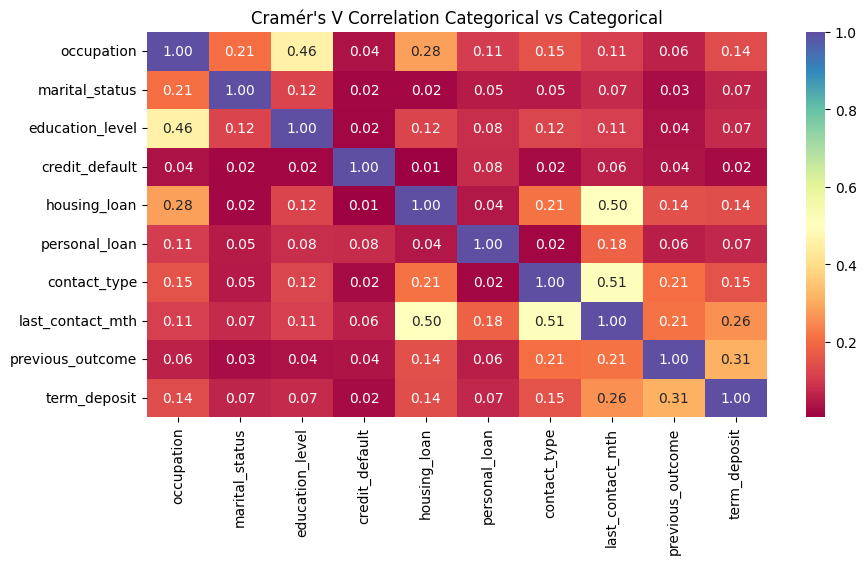 Cramér's V Correlation Categorical vs Categorical
occupation 1.00 0.21 0.46 0.04 0.28 0.11 0.15 0.11 0.06 0.14
marital_status 0.21 1.00 0.12 0.02 0.02 0.05 0.05 0.07 0.03 0.07
education_level 0.46 0.12 1.00 0.02 0.12 0.08 0.12 0.11 0.04 0.07
credit_default 0.04 0.02 0.02 1.00 0.01 0.08 0.02 0.06 0.04 0.02
housing_loan 0.28 0.02 0.12 0.01 1.00 0.04 0.21 0.50 0.14 0.14
personal_loan 0.11 0.05 0.08 0.08 0.04 1.00 0.02 0.18 0.06 0.07
contact_type 0.15 0.05 0.12 0.02 0.21 0.02 1.00 0.51 0.21 0.15
last_contact_mth 0.11 0.07 0.11 0.06 0.50 0.18 0.51 1.00 0.21 0.26
previous_outcome 0.06 0.03 0.04 0.04 0.14 0.06 0.21 0.21 1.00 0.31
term_deposit 0.14 0.07 0.07 0.02 0.14 0.07 0.15 0.26 0.31 1.00
occupation
marital_status
education_level
credit_default
housing_loan
personal_loan
contact_type
last_contact_mth
previous_outcome
term_deposit
1.0
0.8
0.6
0.4
0.2